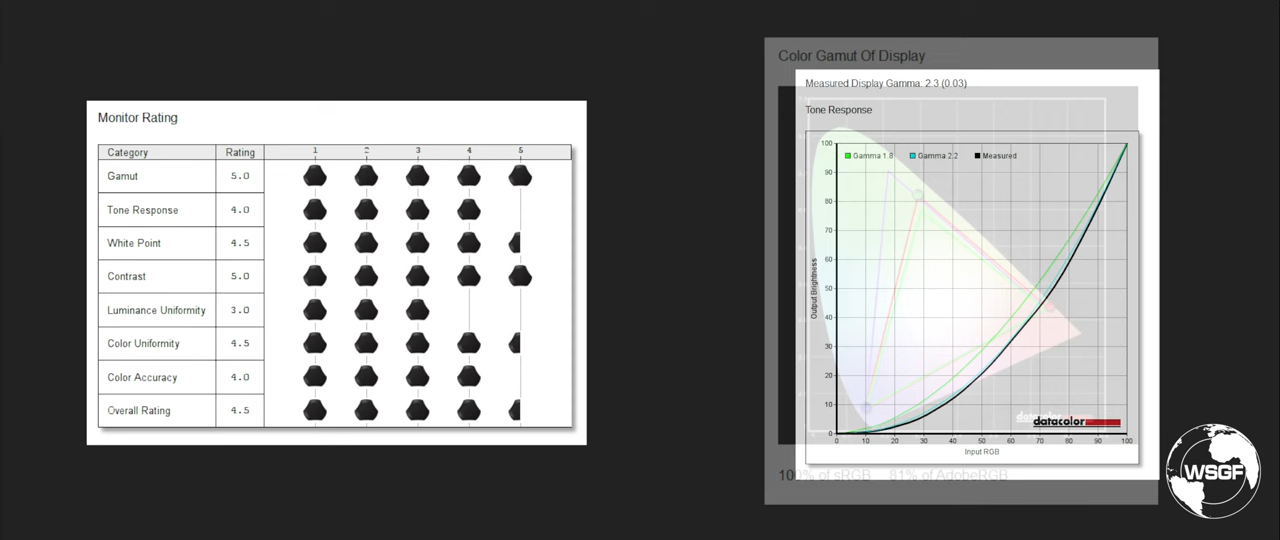 Monitor Rating
Category Rating 1 2 3 4 5
Gamut 5.0
Tone Response 4.0
White Point 4.5
Contrast 5.0
Luminance Uniformity 3.0
Color Uniformity 4.5
Color Accuracy 4.0
Overall Rating 4.5
Color Gamut Of Display
Measured Display Gamma: 2.3 (0.03)
Tone Response
Gamma 1.8 Gamma 2.2 Measured
100
90
80
70
60
50
40
30
20
10
0
Output Brightness
0 10 20 30 40 50 60 70 80 90 100
Input RGB
datacolor
datacolor
100% of sRGB 81% of AdobeRGB
WSGF